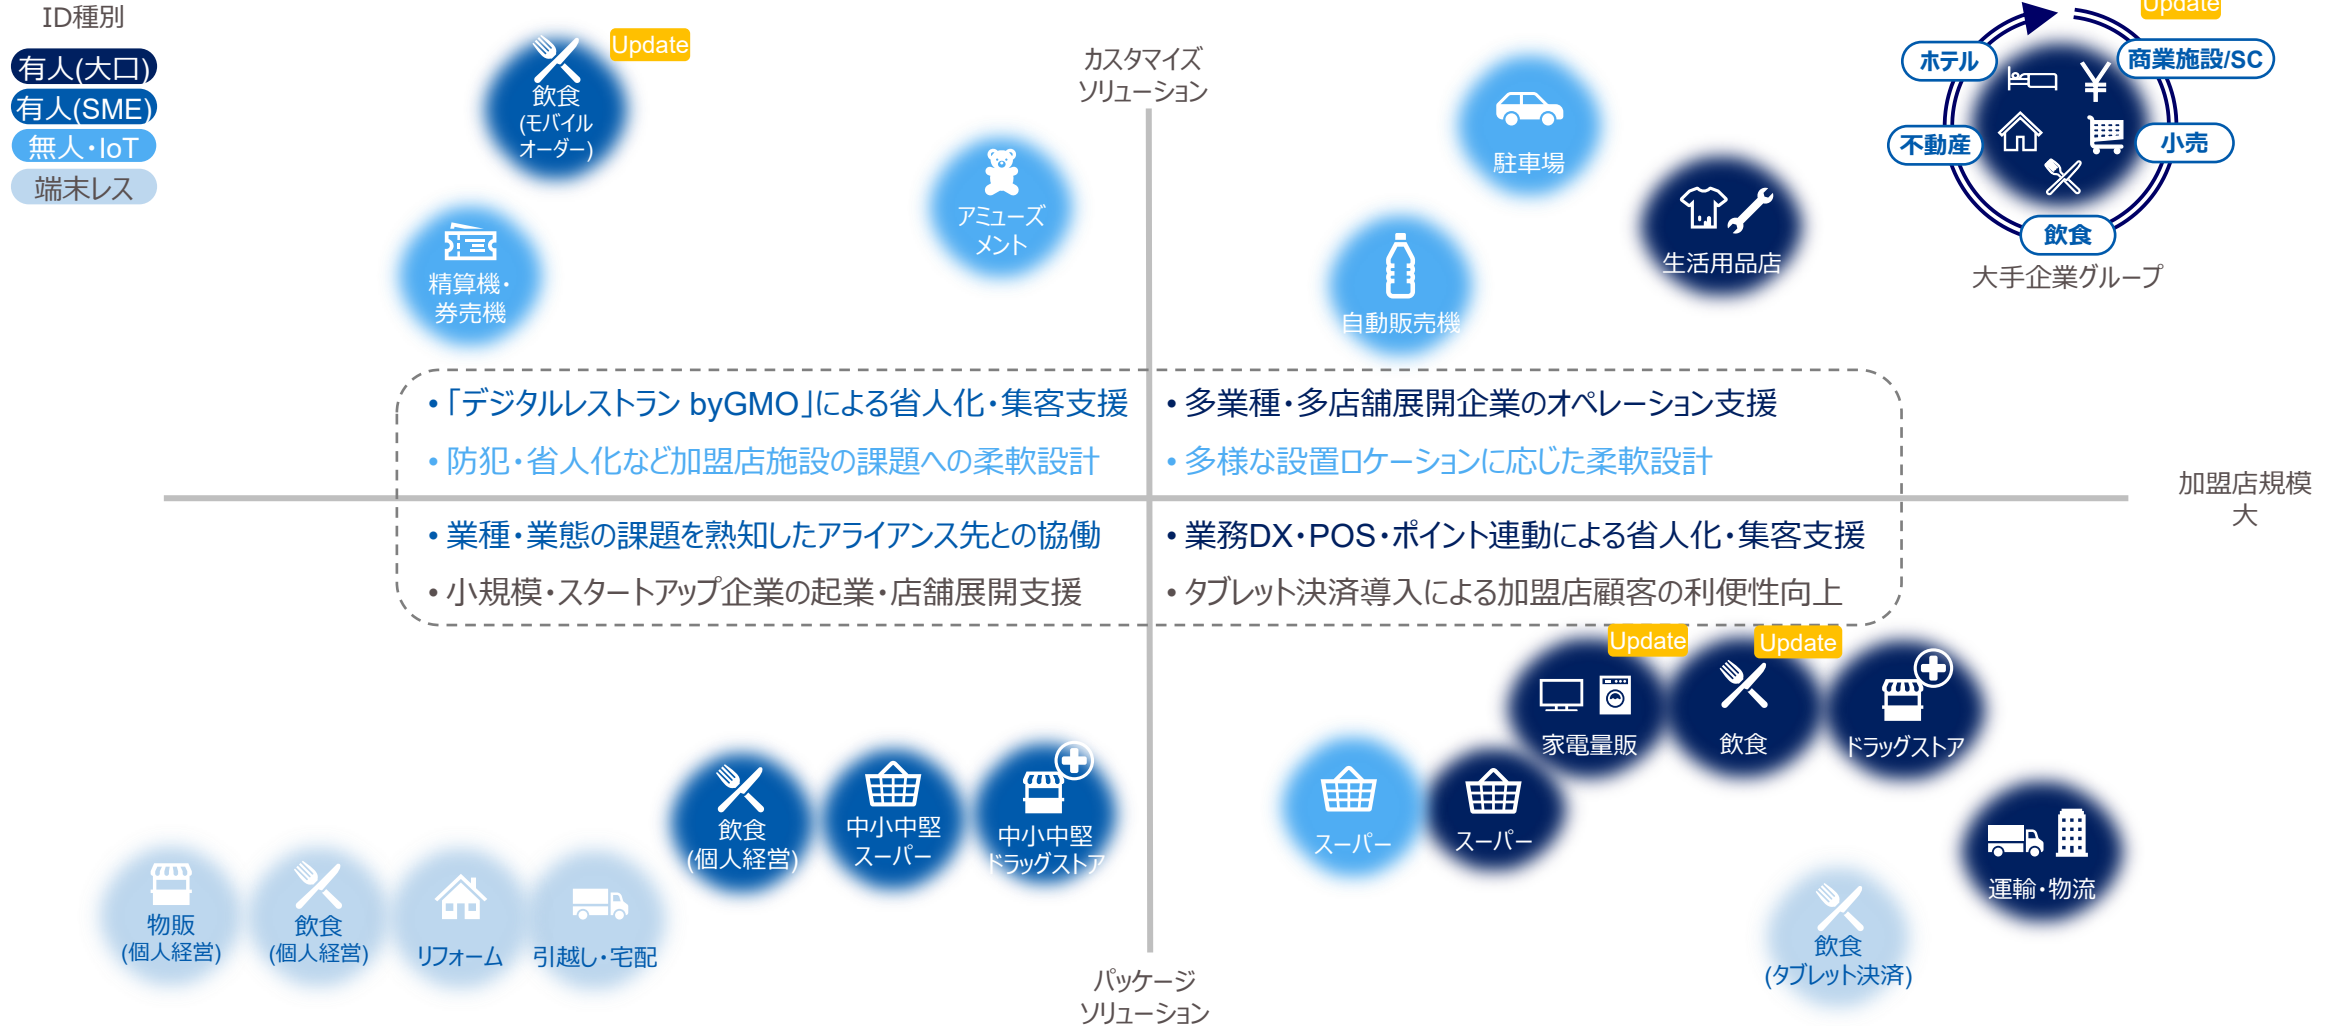 ID種別
有人(大口)
有人(SME)
無人・IoT
端末レス
飲食
(モバイル
オーダー)
Update
精算機・
券売機
アミューズ
メント
カスタマイズ
ソリューション
駐車場
自動販売機
生活用品店
Update
ホテル
商業施設/SC
不動産
小売
飲食
大手企業グループ
•「デジタルレストラン byGMO」による省人化・集客支援
• 防犯・省人化など加盟店施設の課題への柔軟設計
• 多業種・多店舗展開企業のオペレーション支援
• 多様な設置ロケーションに応じた柔軟設計
加盟店規模
大
• 業種・業態の課題を熟知したアライアンス先との協働
• 小規模・スタートアップ企業の起業・店舗展開支援
• 業務DX・POS・ポイント連動による省人化・集客支援
• タブレット決済導入による加盟店顧客の利便性向上
物販
(個人経営)
飲食
(個人経営)
リフォーム
引越し・宅配
飲食
(個人経営)
中小中堅
スーパー
中小中堅
ドラッグストア
スーパー
スーパー
Update
家電量販
Update
飲食
ドラッグストア
運輸・物流
飲食
(タブレット決済)
パッケージ
ソリューション